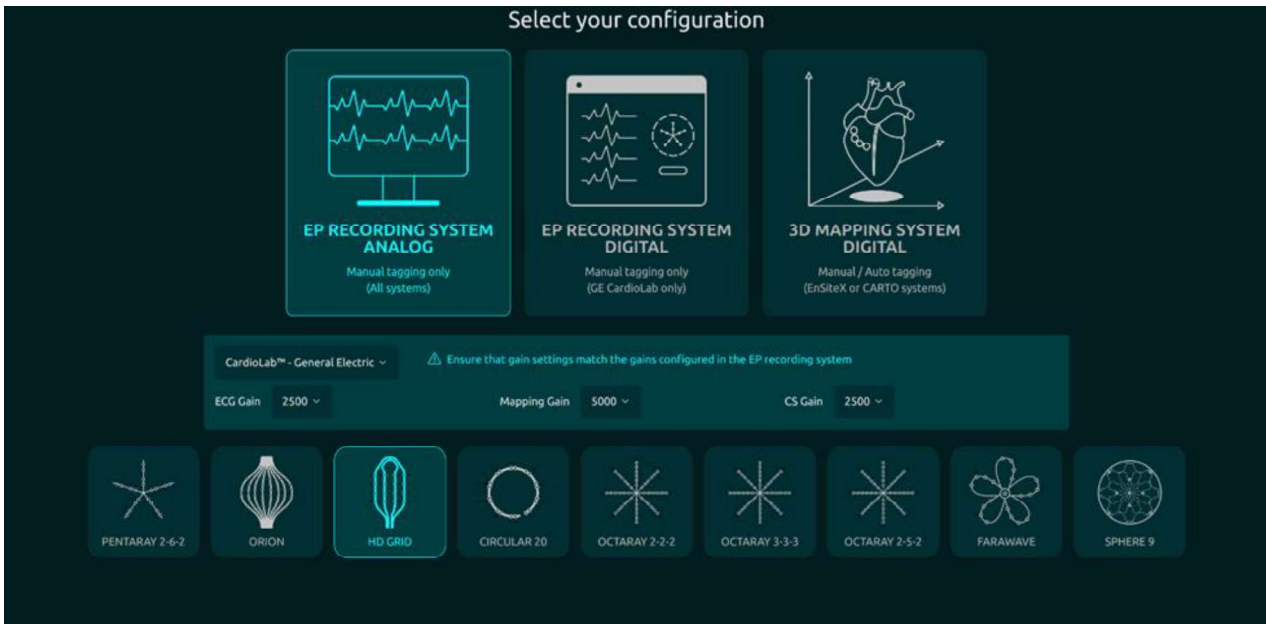 Select your configuration
EP RECORDING SYSTEM
ANALOG
Manual tagging only
(All systems)
EP RECORDING SYSTEM
DIGITAL
Manual tagging only
(GE CardioLab only)
3D MAPPING SYSTEM
DIGITAL
Manual / Auto tagging
(EnSiteX or CARTO systems)
CardioLab™ - General Electric
Ensure that gain settings match the gains configured in the EP recording system
ECG Gain 2500
Mapping Gain 5000
CS Gain 2500
PENTARAY 2-6-2
ORION
HD GRID
CIRCULAR 20
OCTARAY 2-2-2
OCTARAY 3-3-3
OCTARAY 2-5-2
FARAWAVE
SPHERE 9